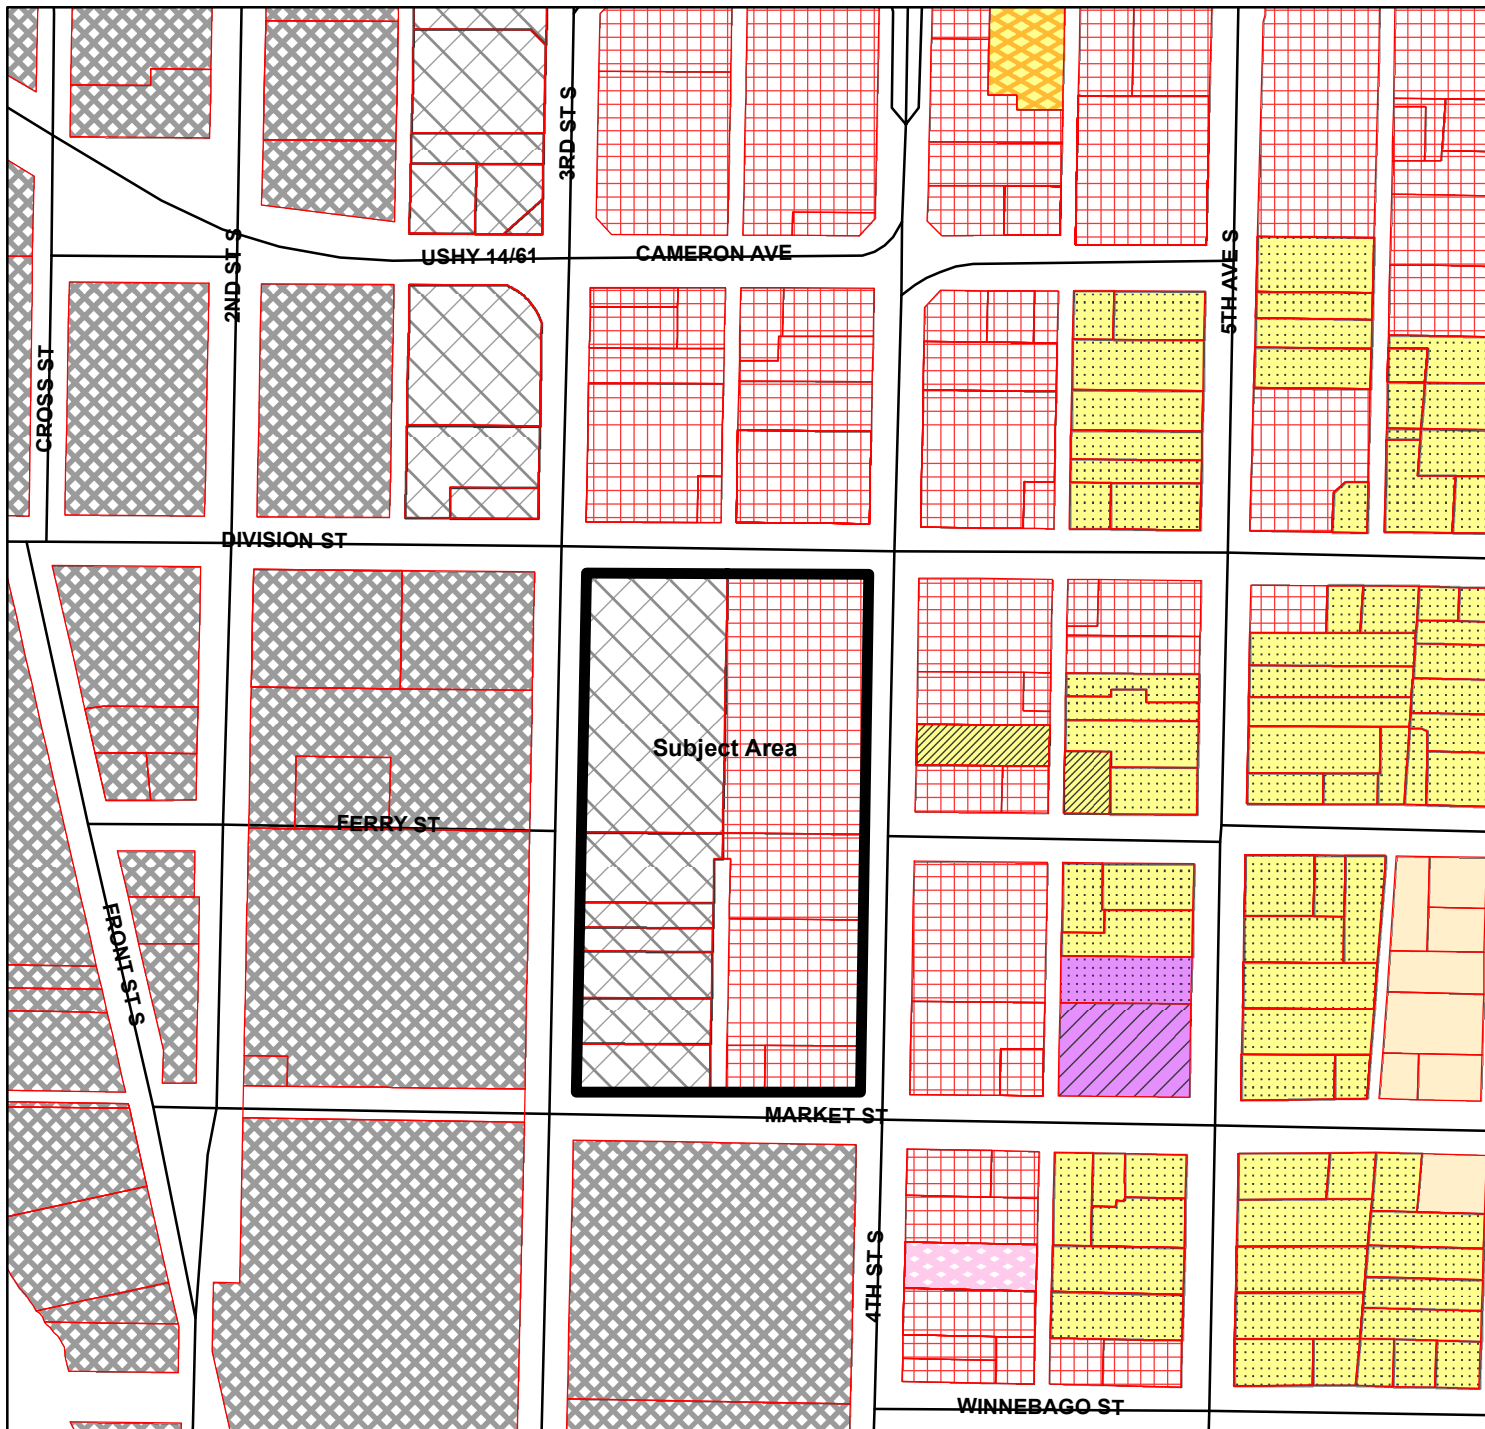 3RD ST S
2ND ST S
USHY 14/61
CAMERON AVE
5TH AVE S
CROSS ST
DIVISION ST
Subject Area
FERRY ST
FRONT ST S
MARKET ST
4TH ST S
WINNEBAGO ST